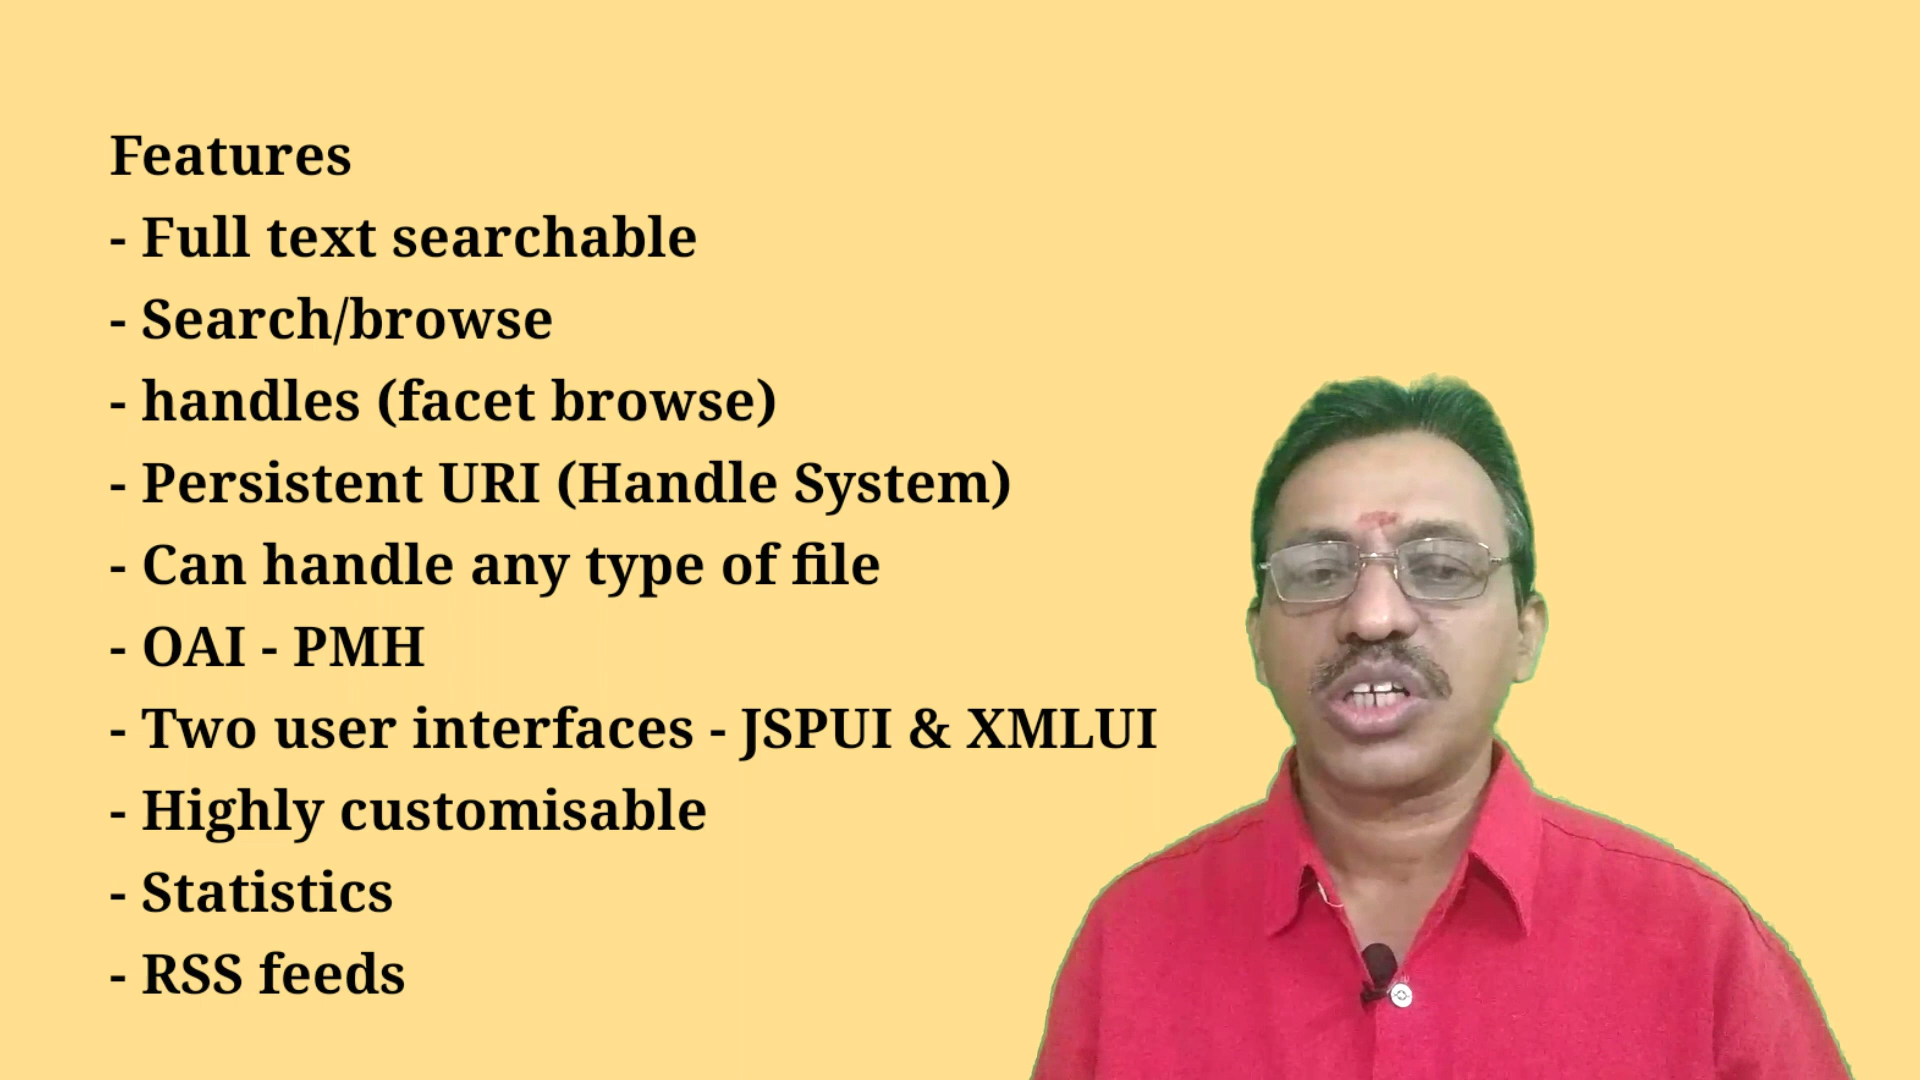 Features
- Full text searchable
- Search/browse
- handles (facet browse)
- Persistent URI (Handle System)
- Can handle any type of file
- OAI - PMH
- Two user interfaces - JSPUI & XMLUI
- Highly customisable
- Statistics
- RSS feeds